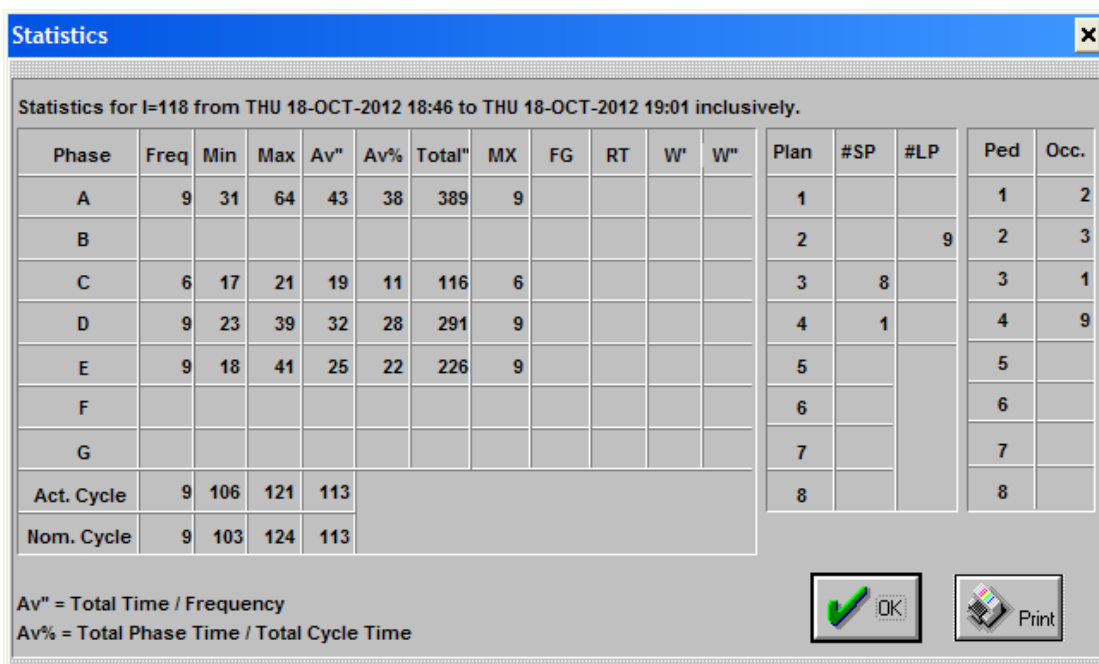 Statistics
Statistics for I=118 from THU 18-OCT-2012 18:46 to THU 18-OCT-2012 19:01 inclusively.
Phase Freq Min Max Av" Av% Total" MX FG RT W' W" Plan #SP #LP Ped Occ.
A 9 31 64 43 38 389 9 1 1 2
B 2 9 2 3
C 6 17 21 19 11 116 6 3 8 3 1
D 9 23 39 32 28 291 9 4 1 4 9
E 9 18 41 25 22 226 9 5 5
F 6 6
G 7 7
Act. Cycle 9 106 121 113 8 8
Nom. Cycle 9 103 124 113
Av" = Total Time / Frequency
Av% = Total Phase Time / Total Cycle Time
OK Print